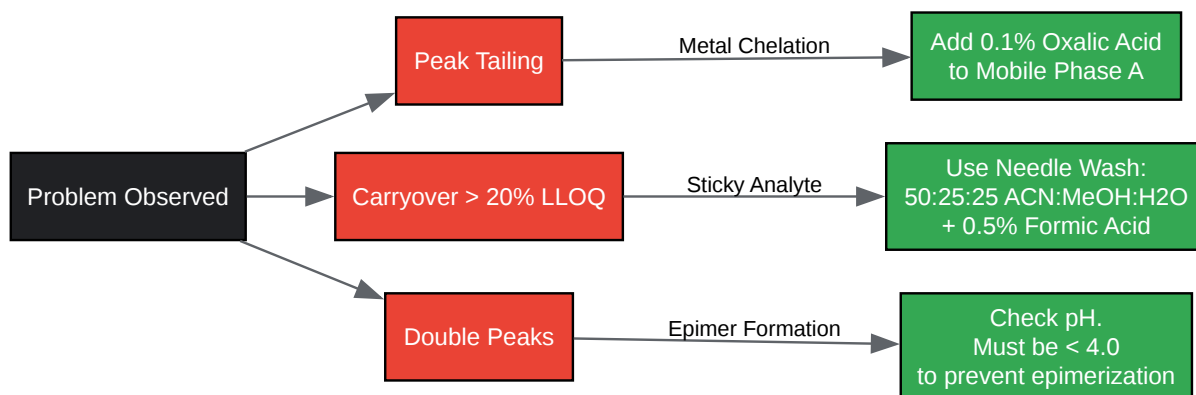 Peak Tailing
Metal Chelation
Add 0.1% Oxalic Acid
to Mobile Phase A
Problem Observed
Carryover > 20% LLOQ
Sticky Analyte
Use Needle Wash:
50:25:25 ACN:MeOH:H2O
+ 0.5% Formic Acid
Double Peaks
Epimer Formation
Check pH.
Must be < 4.0
to prevent epimerization